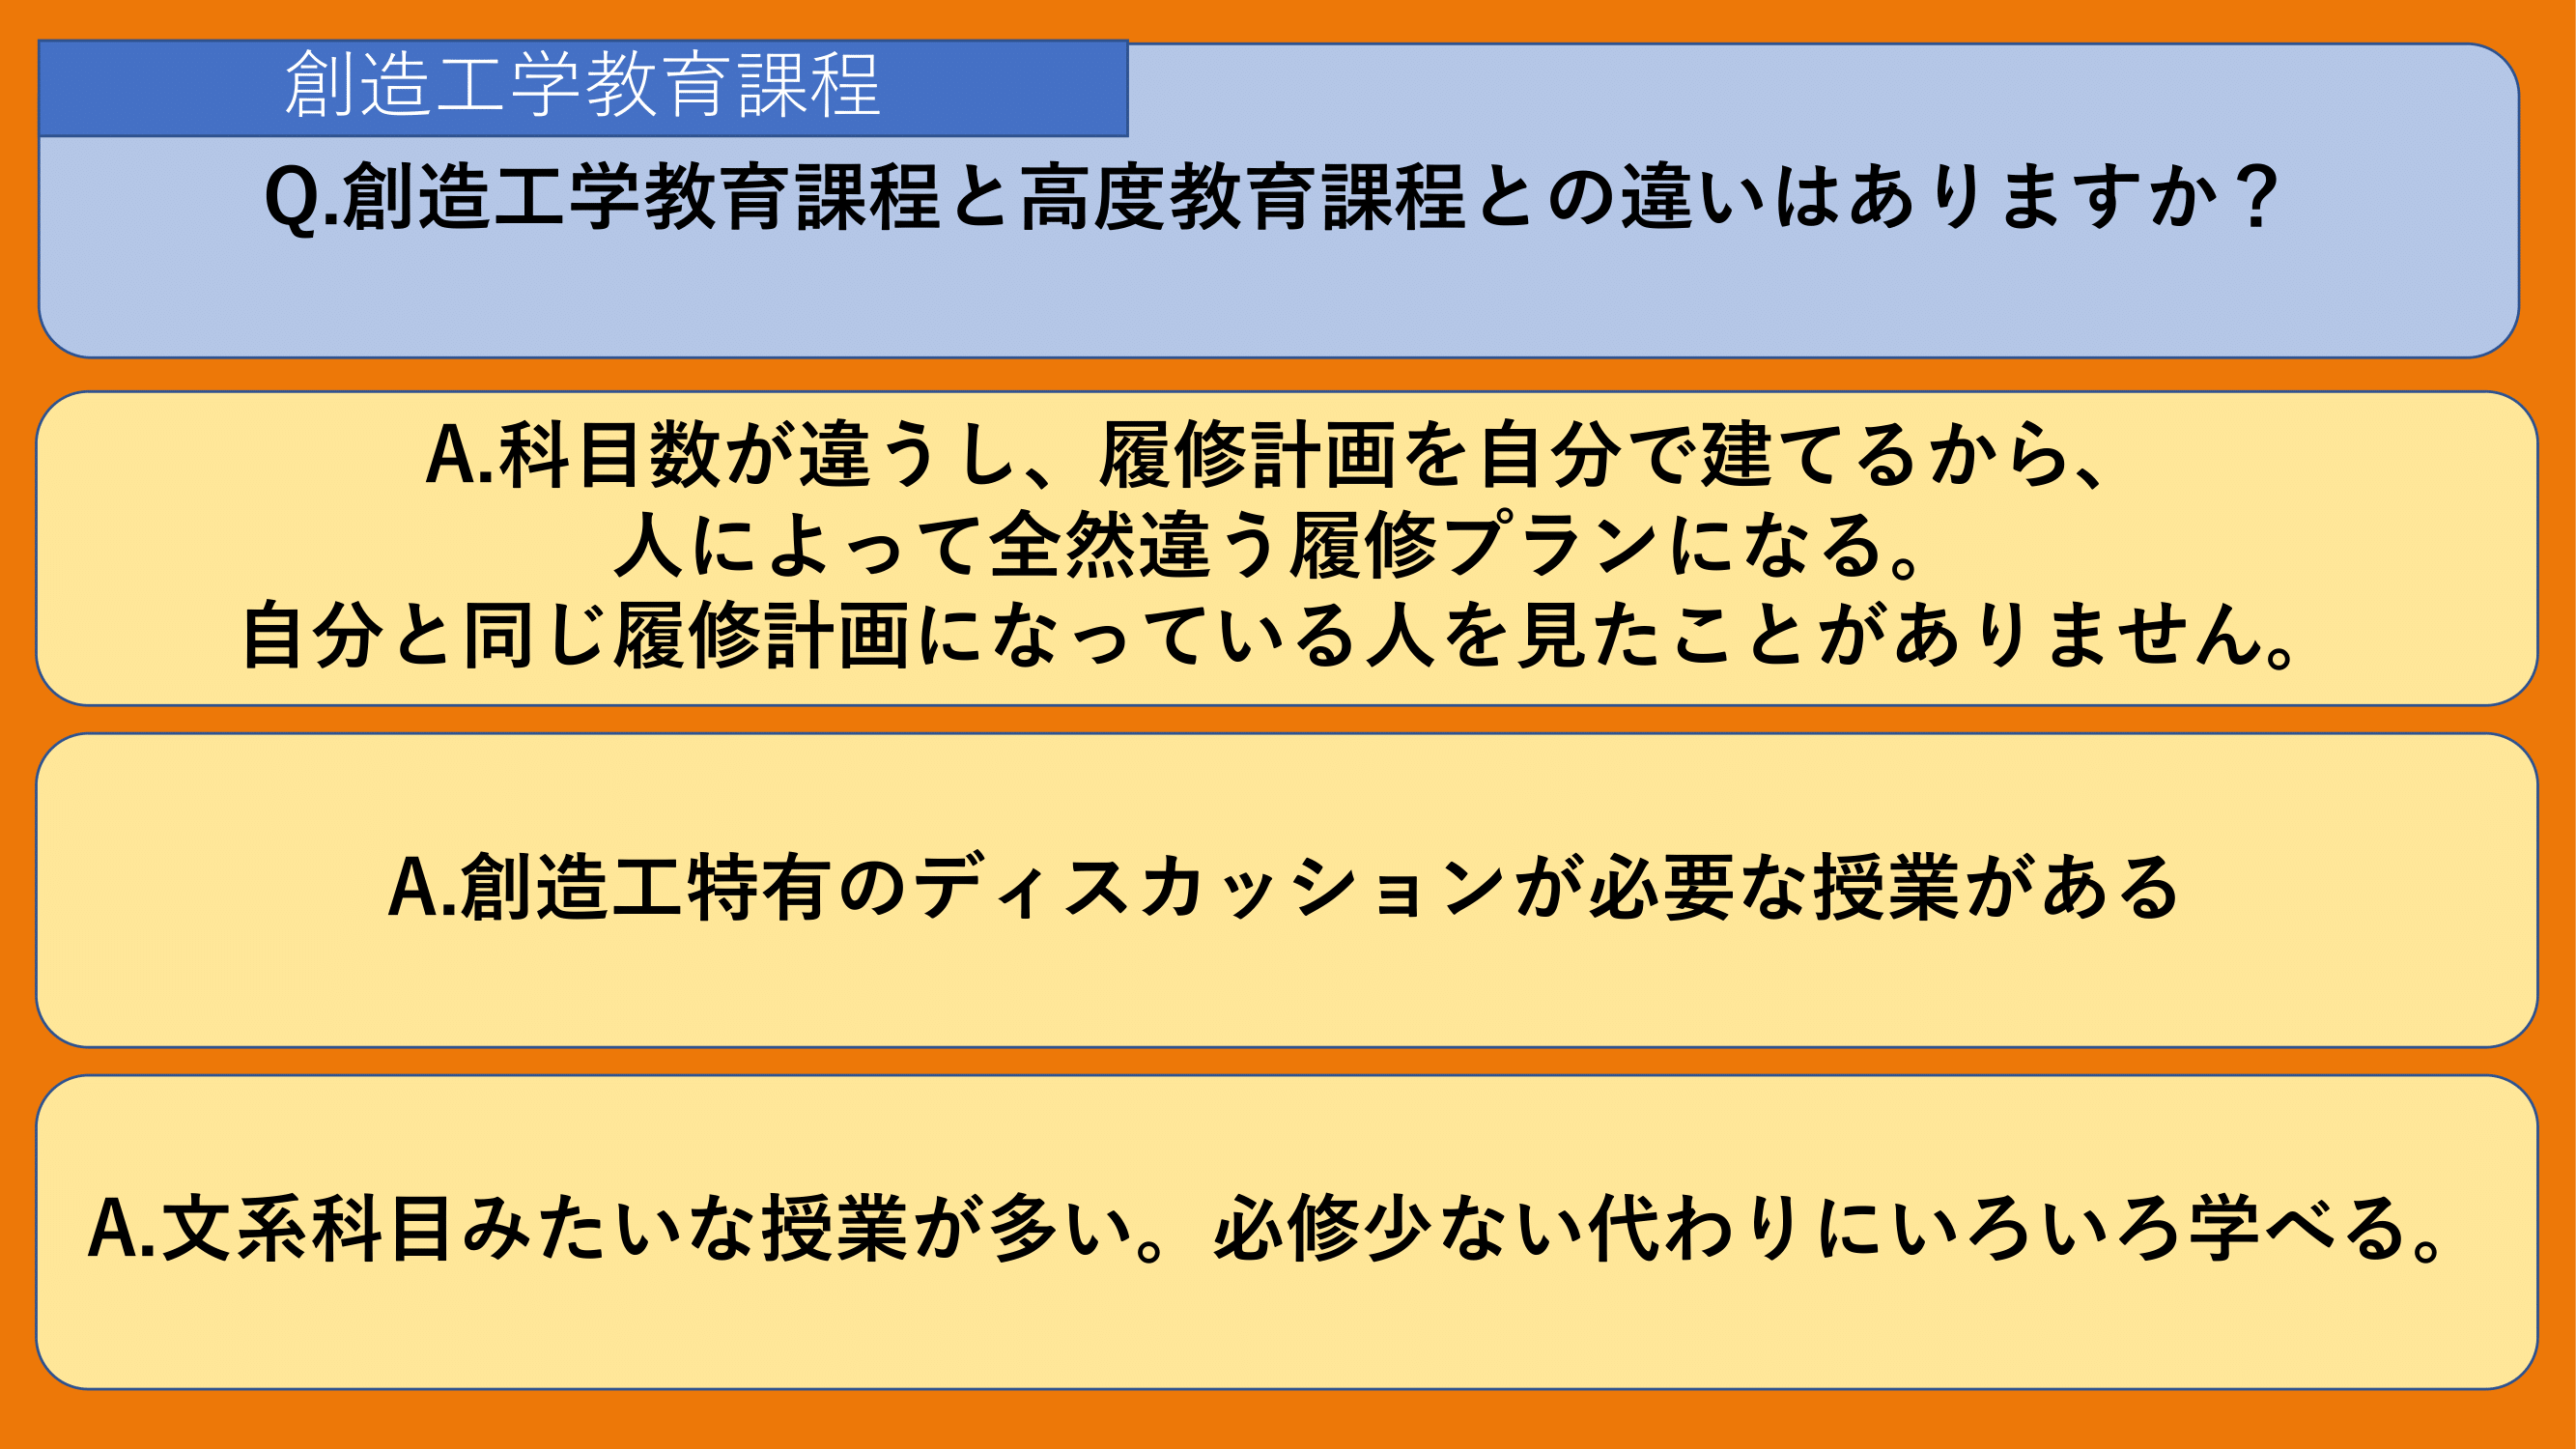 創造工学教育課程
Q.創造工学教育課程と高度教育課程との違いはありますか？
A.科目数が違うし、履修計画を自分で建てるから、
人によって全然違う履修プランになる。
自分と同じ履修計画になっている人を見たことがありません。
A.創造工特有のディスカッションが必要な授業がある
A.文系科目みたいな授業が多い。必修少ない代わりにいろいろ学べる。